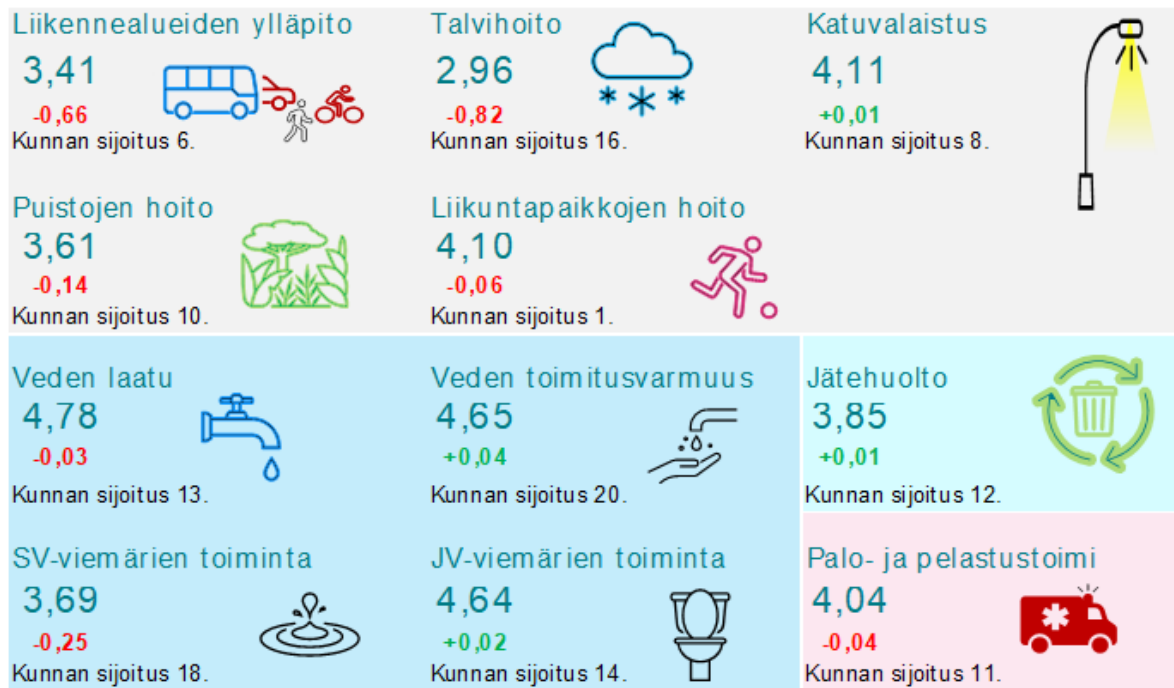 Liikennealueiden ylläpito
3,41
-0,66
Kunnan sijoitus 6.
Talvihoito
2,96
-0,82
Kunnan sijoitus 16.
Katuvalaistus
4,11
+0,01
Kunnan sijoitus 8.
Puistojen hoito
3,61
-0,14
Kunnan sijoitus 10.
Liikuntapaikkojen hoito
4,10
-0,06
Kunnan sijoitus 1.
Veden laatu
4,78
-0,03
Kunnan sijoitus 13.
Veden toimitusvarmuus
4,65
+0,04
Kunnan sijoitus 20.
Jätehuolto
3,85
+0,01
Kunnan sijoitus 12.
SV-viemärien toiminta
3,69
-0,25
Kunnan sijoitus 18.
JV-viemärien toiminta
4,64
+0,02
Kunnan sijoitus 14.
Palo- ja pelastustoimi
4,04
-0,04
Kunnan sijoitus 11.